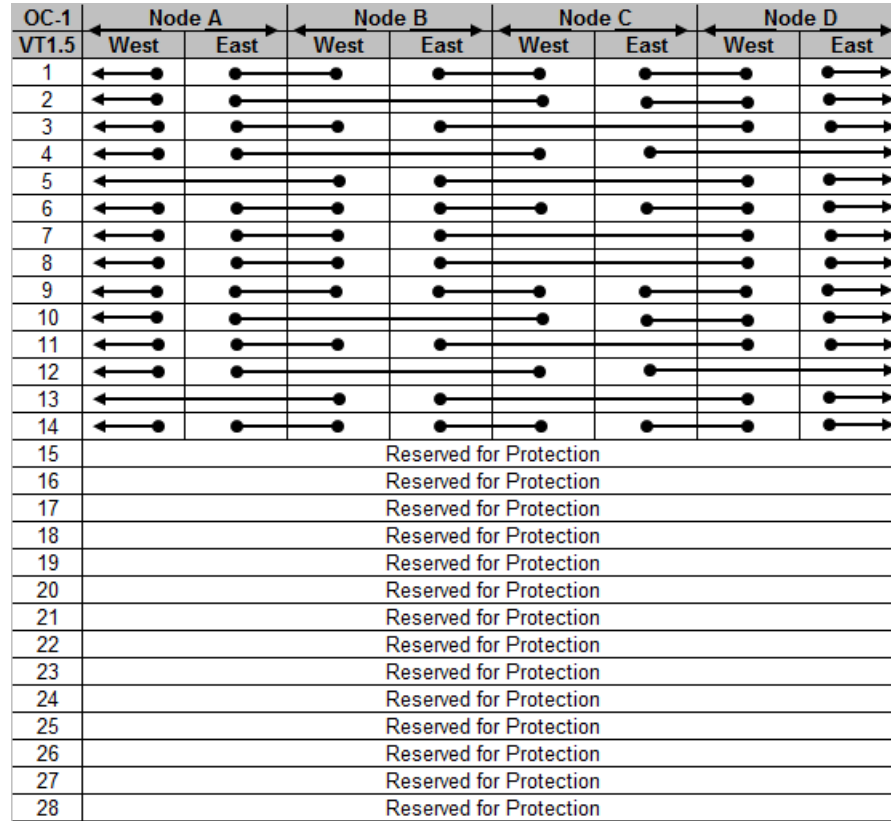 OC-1 Node A Node B Node C Node D
VT1.5 West East West East West East West East
1
2
3
4
5
6
7
8
9
10
11
12
13
14
15 Reserved for Protection
16 Reserved for Protection
17 Reserved for Protection
18 Reserved for Protection
19 Reserved for Protection
20 Reserved for Protection
21 Reserved for Protection
22 Reserved for Protection
23 Reserved for Protection
24 Reserved for Protection
25 Reserved for Protection
26 Reserved for Protection
27 Reserved for Protection
28 Reserved for Protection